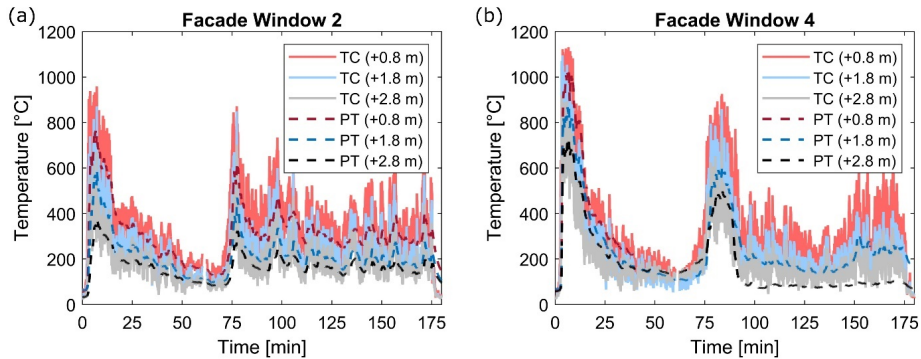 (a)
Facade Window 2
1200
1000
800
600
400
200
0
Temperature [°C]
TC (+0.8 m)
TC (+1.8 m)
TC (+2.8 m)
PT (+0.8 m)
PT (+1.8 m)
PT (+2.8 m)
0 25 50 75 100 125 150 175
Time [min]
(b)
Facade Window 4
1200
1000
800
600
400
200
0
Temperature [°C]
TC (+0.8 m)
TC (+1.8 m)
TC (+2.8 m)
PT (+0.8 m)
PT (+1.8 m)
PT (+2.8 m)
0 25 50 75 100 125 150 175
Time [min]